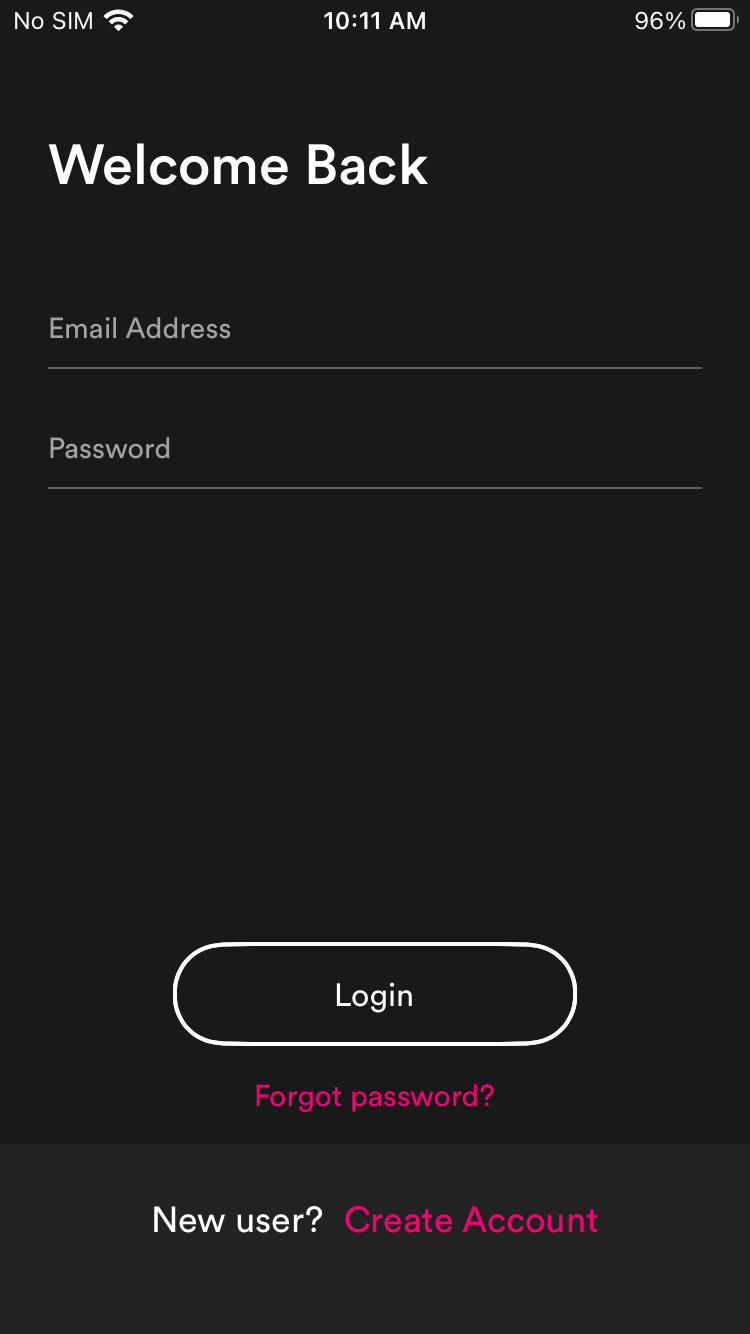 No SIM 10:11 AM 96%
Welcome Back
Email Address
Password
Login
Forgot password?
New user? Create Account